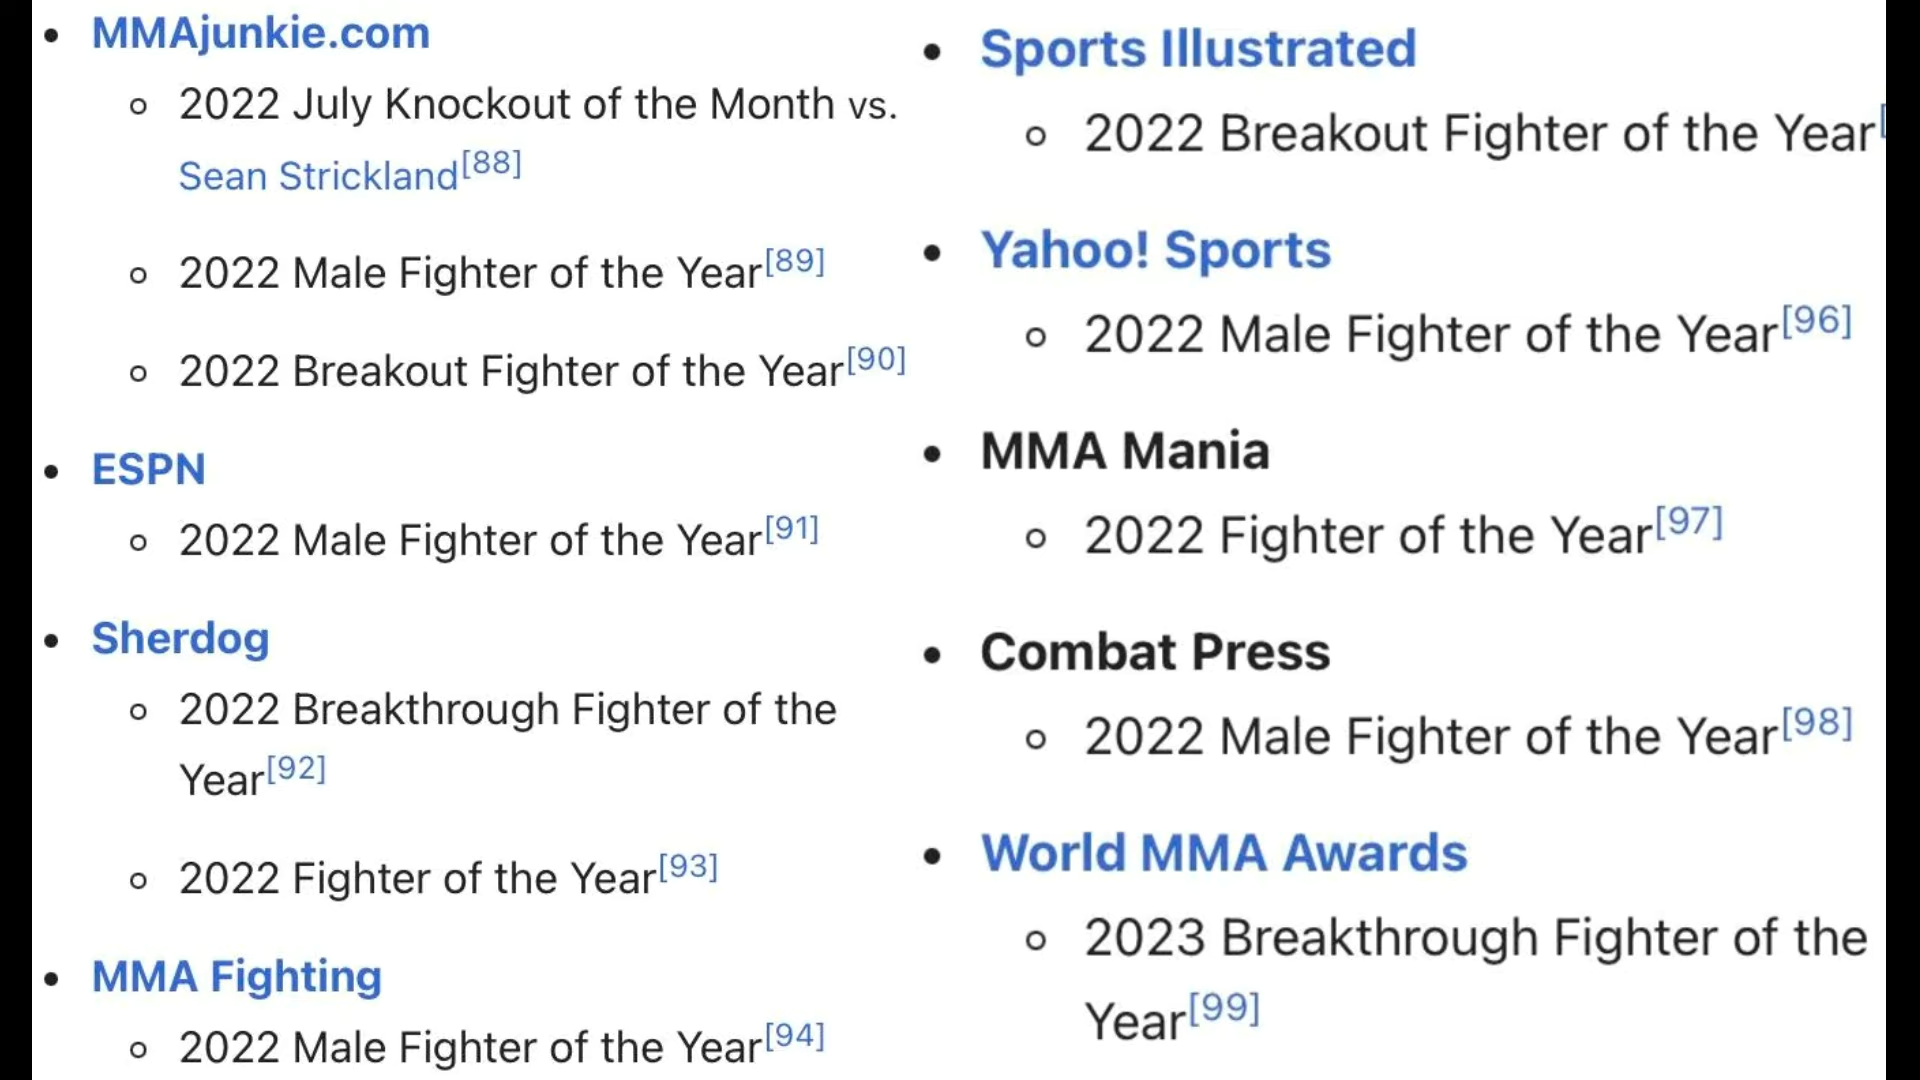 MMAjunkie.com
2022 July Knockout of the Month vs.
Sean Strickland[88]
2022 Male Fighter of the Year[89]
2022 Breakout Fighter of the Year[90]
ESPN
2022 Male Fighter of the Year[91]
Sherdog
2022 Breakthrough Fighter of the
Year[92]
2022 Fighter of the Year[93]
MMA Fighting
2022 Male Fighter of the Year[94]
Sports Illustrated
2022 Breakout Fighter of the Year[
Yahoo! Sports
2022 Male Fighter of the Year[96]
MMA Mania
2022 Fighter of the Year[97]
Combat Press
2022 Male Fighter of the Year[98]
World MMA Awards
2023 Breakthrough Fighter of the
Year[99]